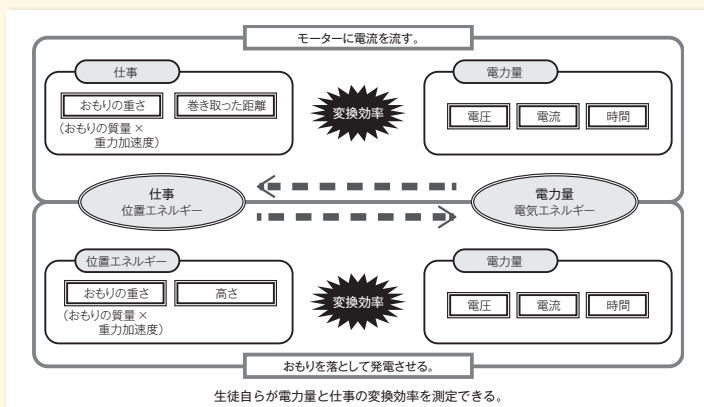 モーターに電流を流す。
仕事
おもりの重さ
巻き取った距離
(おもりの質量×
重力加速度)
変換効率
電力量
電圧
電流
時間
仕事
位置エネルギー
電力量
電気エネルギー
位置エネルギー
おもりの重さ
高さ
(おもりの質量×
重力加速度)
変換効率
電力量
電圧
電流
時間
おもりを落として発電させる。
生徒自らが電力量と仕事の変換効率を測定できる。